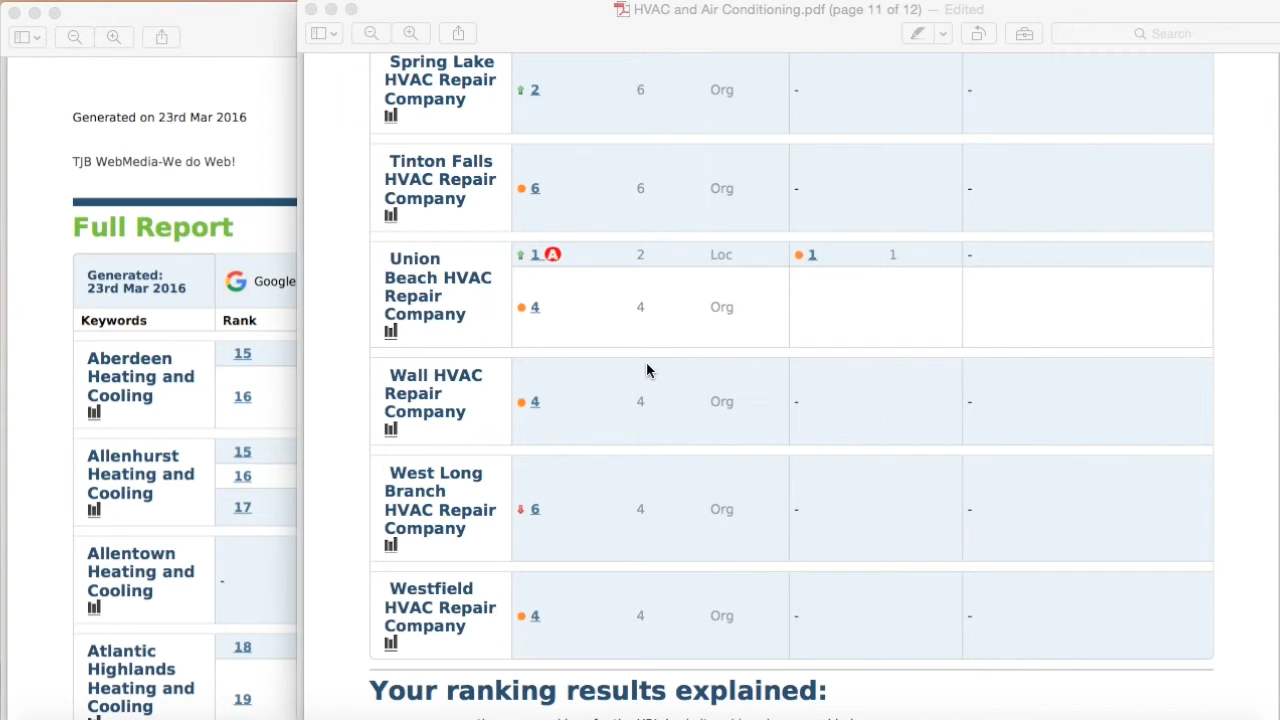 HVAC and Air Conditioning.pdf (page 11 of 12) — Edited
Search
Generated on 23rd Mar 2016
TJB WebMedia-We do Web!
Full Report
Generated:
23rd Mar 2016
Google
Keywords
Rank
Aberdeen
Heating and
Cooling
15
16
Allenhurst
Heating and
Cooling
15
16
17
Allentown
Heating and
Cooling
-
Atlantic
Highlands
Heating and
Cooling
18
19
Spring Lake
HVAC Repair
Company
2 6 Org - -
Tinton Falls
HVAC Repair
Company
6 6 Org - -
Union
Beach HVAC
Repair
Company
1 A 2 Loc 1 1 -
4 4 Org
Wall HVAC
Repair
Company
4 4 Org - -
West Long
Branch
HVAC Repair
Company
6 4 Org - -
Westfield
HVAC Repair
Company
4 4 Org - -
Your ranking results explained: